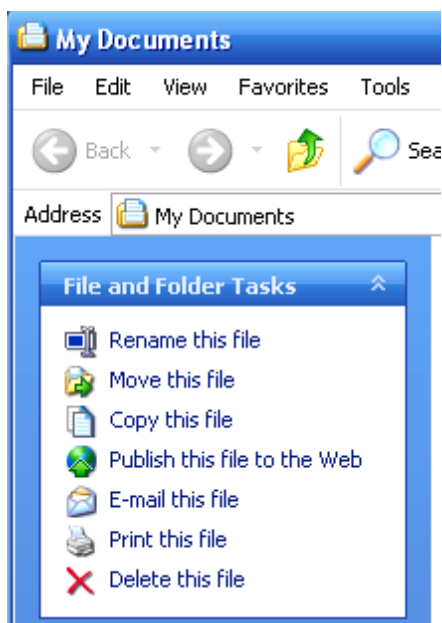 My Documents
File Edit View Favorites Tools
Back
Address My Documents
File and Folder Tasks
Rename this file
Move this file
Copy this file
Publish this file to the Web
E-mail this file
Print this file
Delete this file